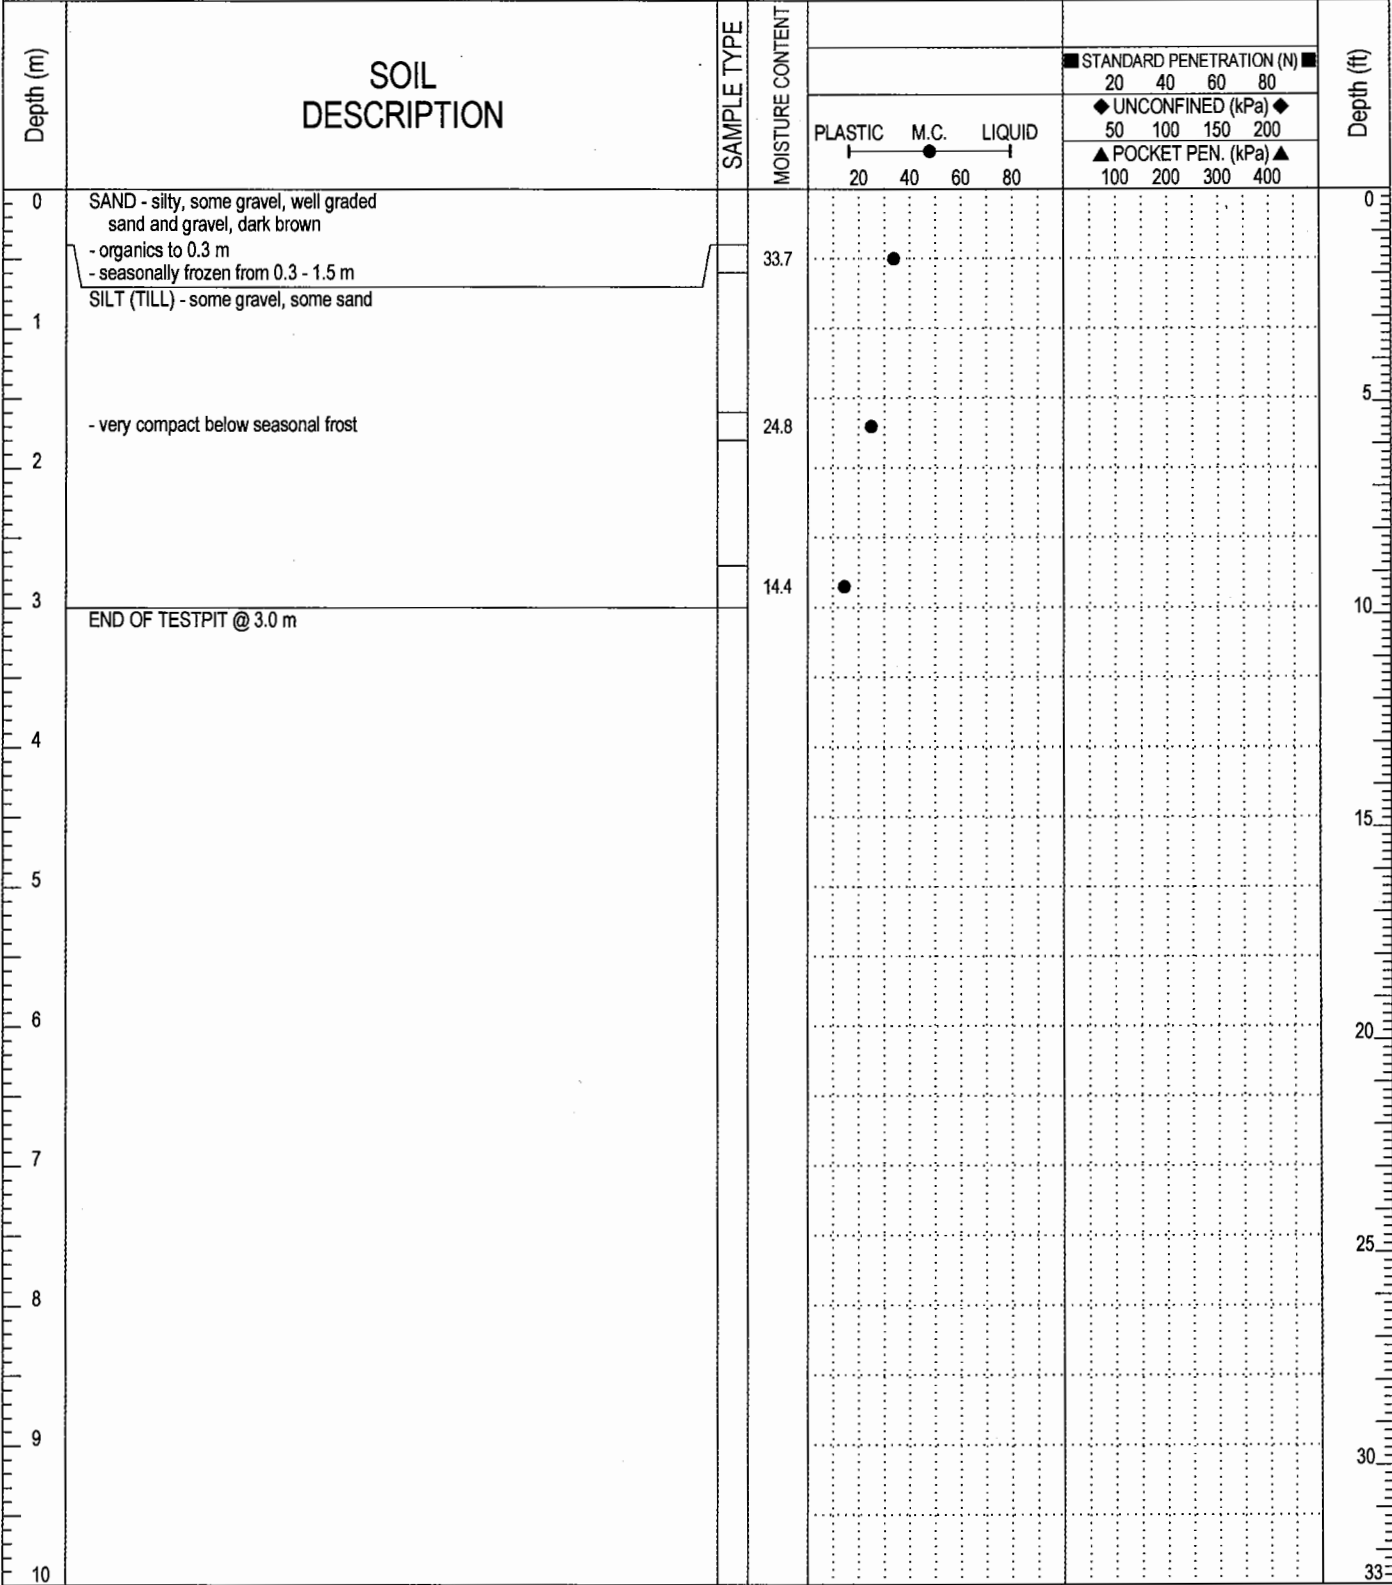 Depth (m)
SOIL
DESCRIPTION
SAMPLE TYPE
MOISTURE CONTENT
PLASTIC M.C. LIQUID
20 40 60 80
■ STANDARD PENETRATION (N) ■
20 40 60 80
◆ UNCONFINED (kPa) ◆
50 100 150 200
▲ POCKET PEN. (kPa) ▲
100 200 300 400
Depth (ft)
0
SAND - silty, some gravel, well graded
sand and gravel, dark brown
- organics to 0.3 m
- seasonally frozen from 0.3 - 1.5 m
33.7
SILT (TILL) - some gravel, some sand
1
- very compact below seasonal frost
24.8
2
14.4
3
END OF TESTPIT @ 3.0 m
4
5
6
7
8
9
10
0
5
10
15
20
25
30
33